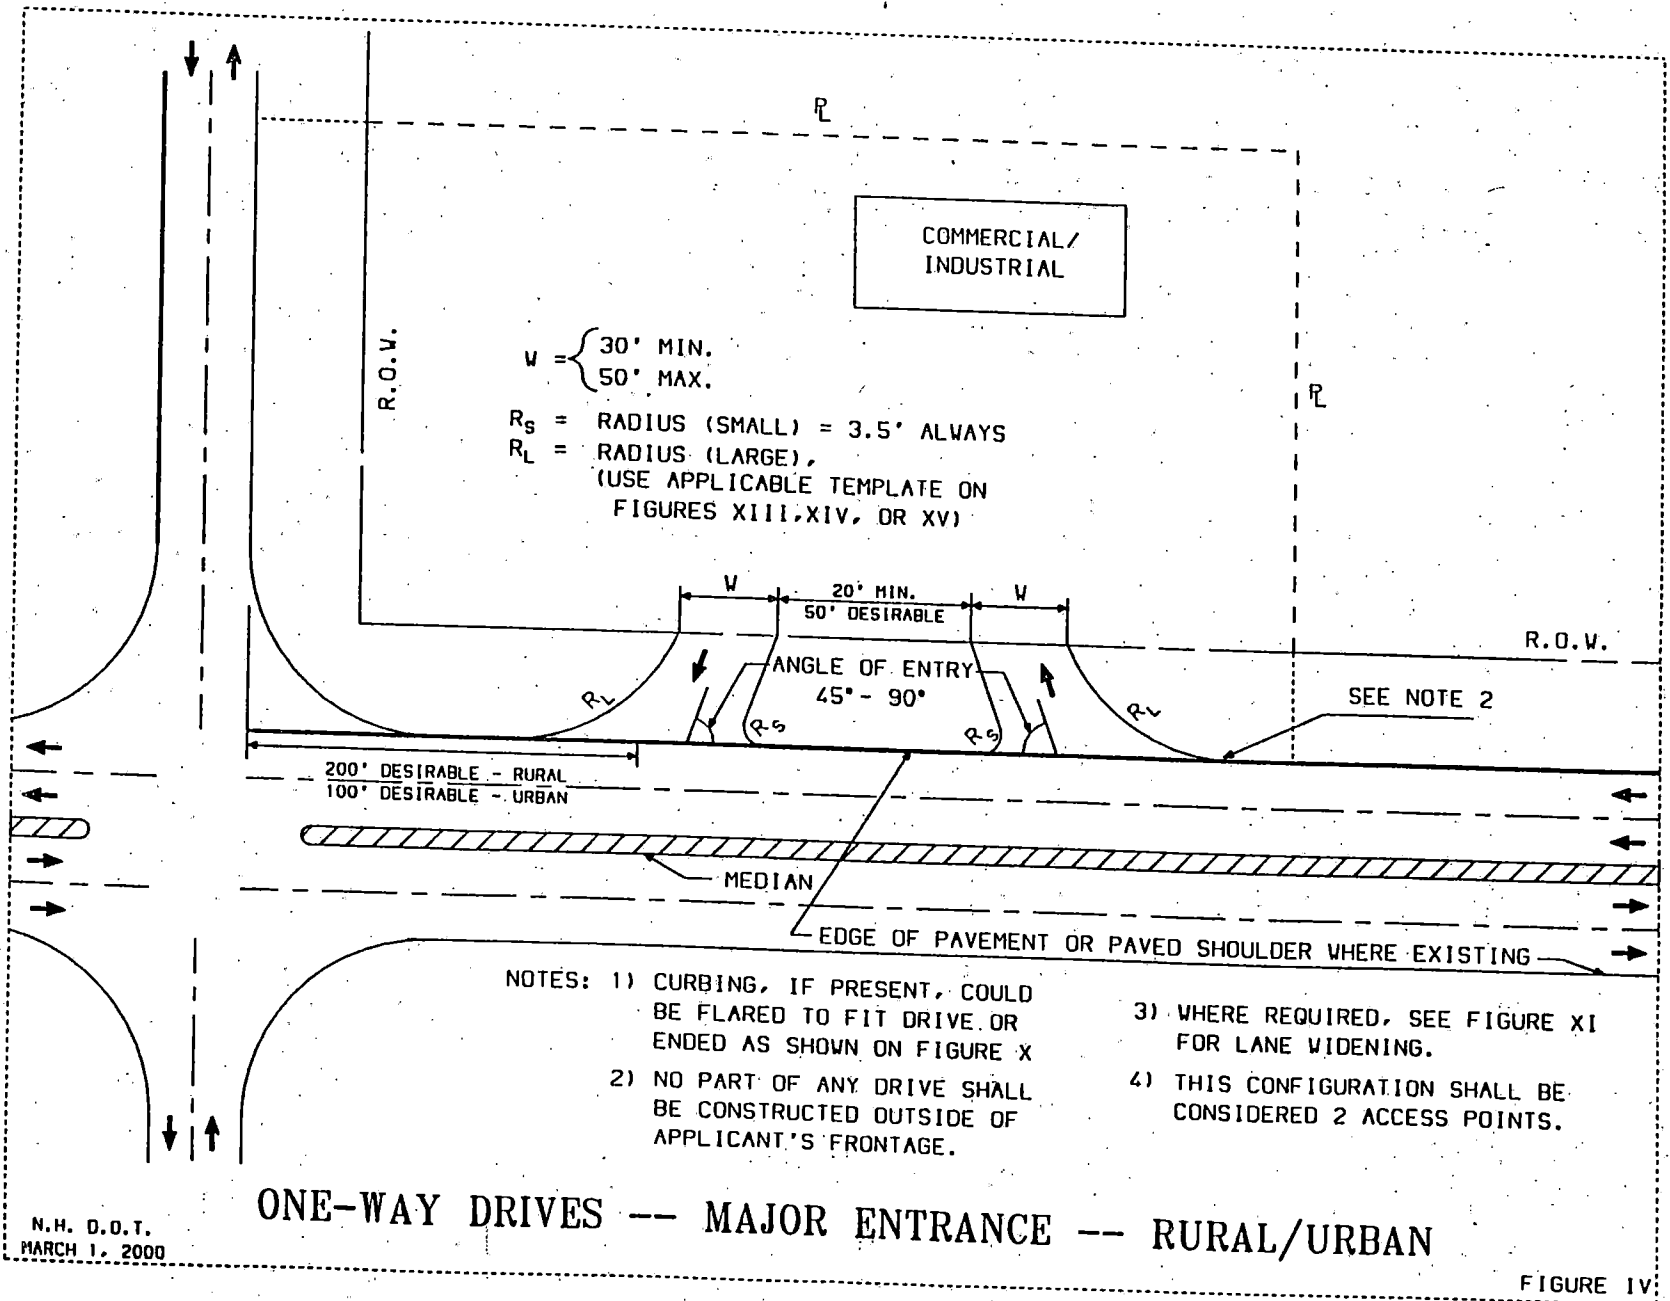 PL
COMMERCIAL/
INDUSTRIAL
R.O.W.
W = { 30' MIN.
50' MAX.
PL
RS = RADIUS (SMALL) = 3.5' ALWAYS
RL = RADIUS (LARGE),
(USE APPLICABLE TEMPLATE ON
FIGURES XIII,XIV, OR XV)
W
20' MIN.
50' DESIRABLE
W
R.O.W.
ANGLE OF ENTRY
45° - 90°
RL
RS
RS
RL
SEE NOTE 2
200' DESIRABLE - RURAL
100' DESIRABLE - URBAN
MEDIAN
EDGE OF PAVEMENT OR PAVED SHOULDER WHERE EXISTING
NOTES: 1) CURBING, IF PRESENT, COULD
BE FLARED TO FIT DRIVE OR
ENDED AS SHOWN ON FIGURE X
2) NO PART OF ANY DRIVE SHALL
BE CONSTRUCTED OUTSIDE OF
APPLICANT'S FRONTAGE.
3) WHERE REQUIRED, SEE FIGURE XI
FOR LANE WIDENING.
4) THIS CONFIGURATION SHALL BE
CONSIDERED 2 ACCESS POINTS.
ONE-WAY DRIVES -- MAJOR ENTRANCE -- RURAL/URBAN
N.H. D.O.T.
MARCH 1, 2000
FIGURE IV